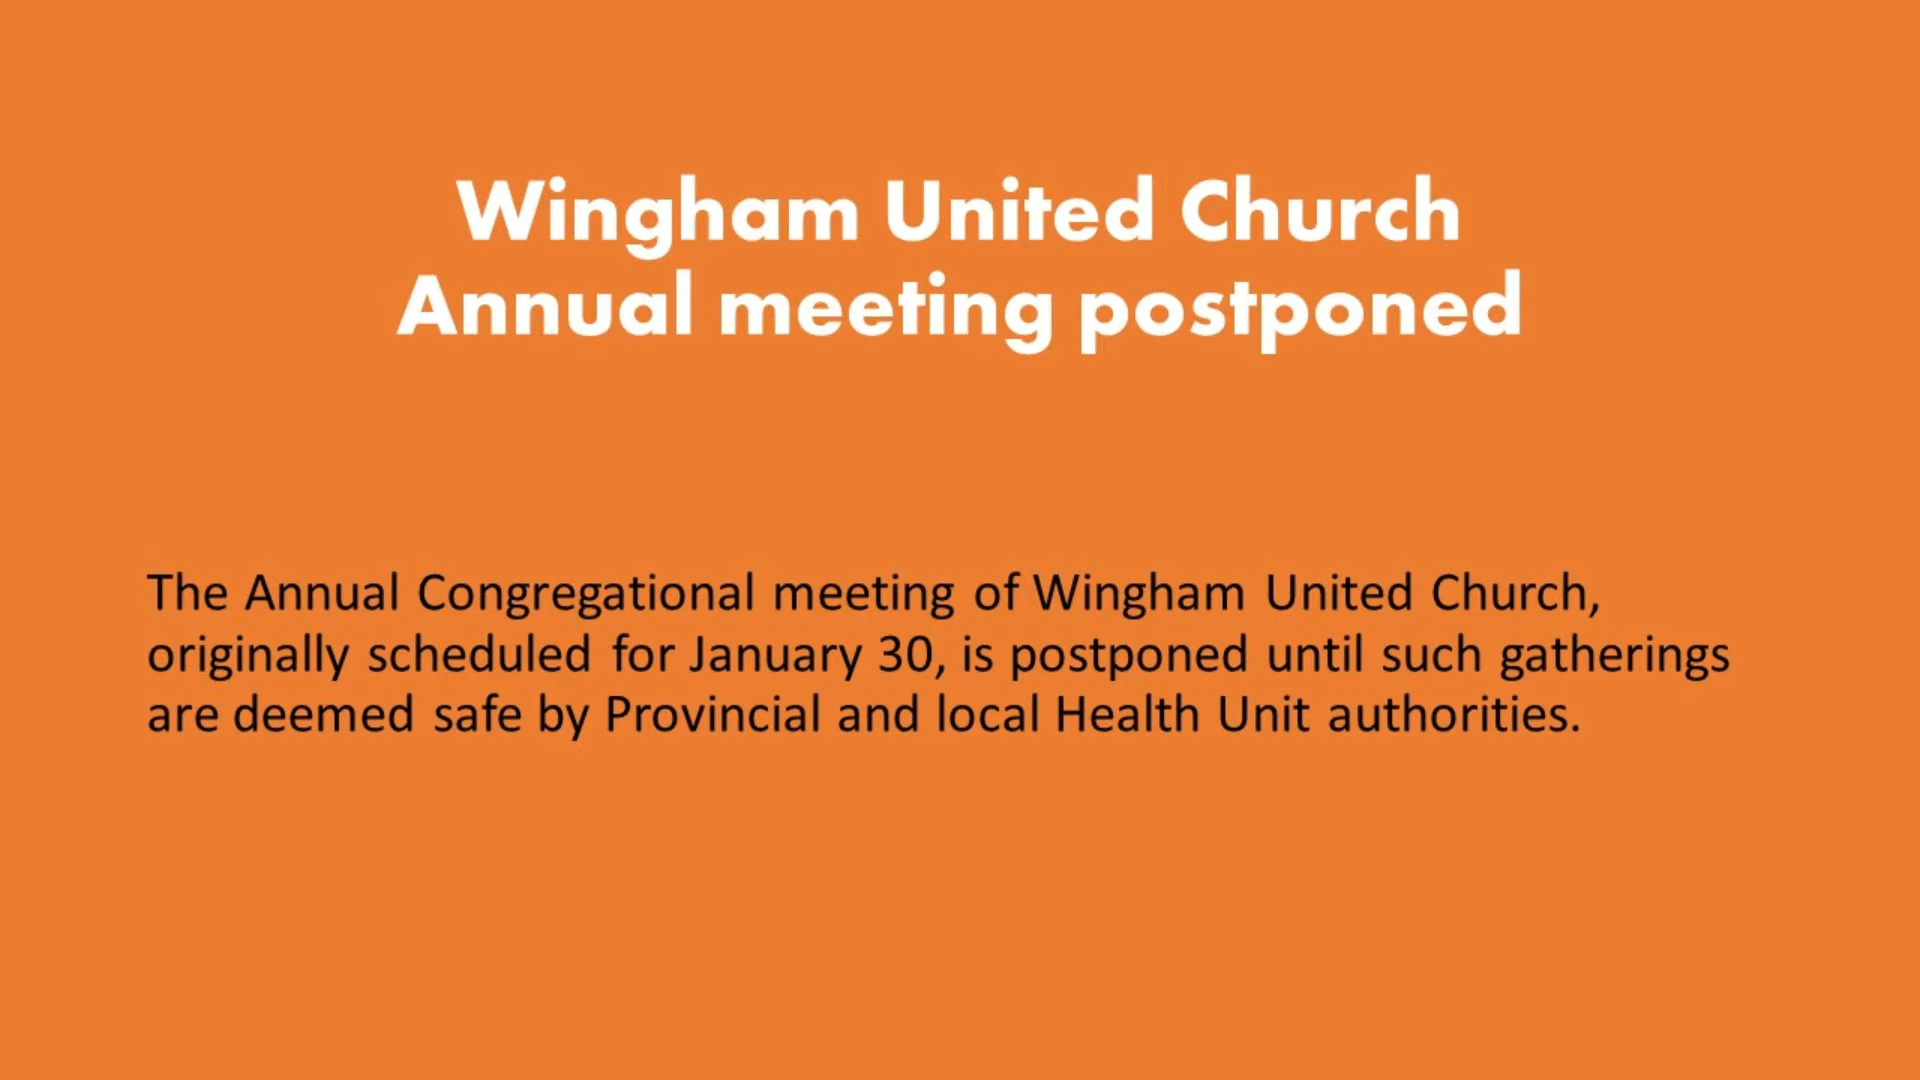 Wingham United Church
Annual meeting postponed
The Annual Congregational meeting of Wingham United Church,
originally scheduled for January 30, is postponed until such gatherings
are deemed safe by Provincial and local Health Unit authorities.